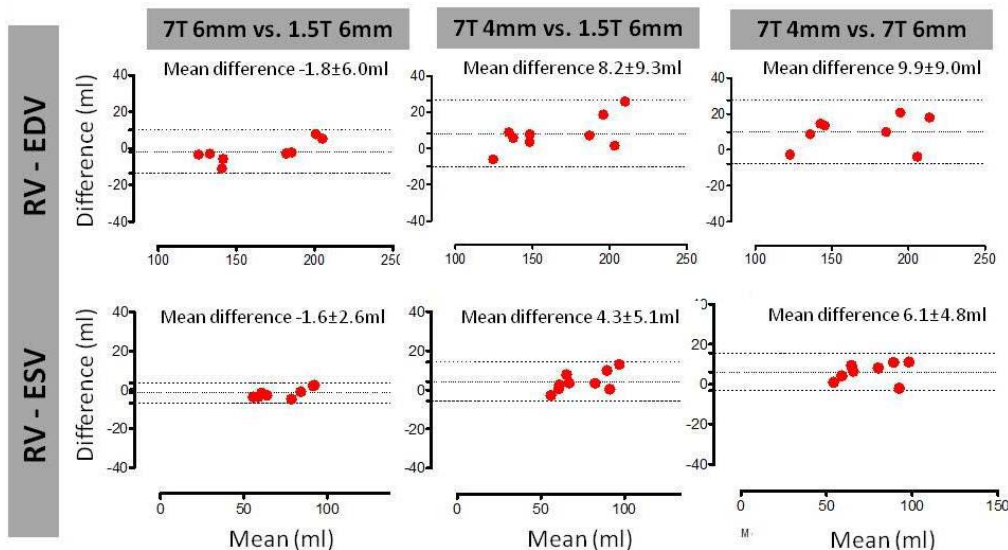 7T 6mm vs. 1.5T 6mm
7T 4mm vs. 1.5T 6mm
7T 4mm vs. 7T 6mm
RV - EDV
Difference (ml)
Mean difference -1.8±6.0ml
40
20
0
-20
-40
100 150 200 250
Mean difference 8.2±9.3ml
40
20
0
-20
-40
100 150 200 250
Mean difference 9.9±9.0ml
40
20
0
-20
-40
100 150 200 250
RV - ESV
Difference (ml)
Mean difference -1.6±2.6ml
40
20
0
-20
-40
0 50 100
Mean (ml)
Mean difference 4.3±5.1ml
40
20
0
-20
-40
0 50 100
Mean (ml)
Mean difference 6.1±4.8ml
40
20
0
-20
-40
0 50 100 150
M
Mean (ml)